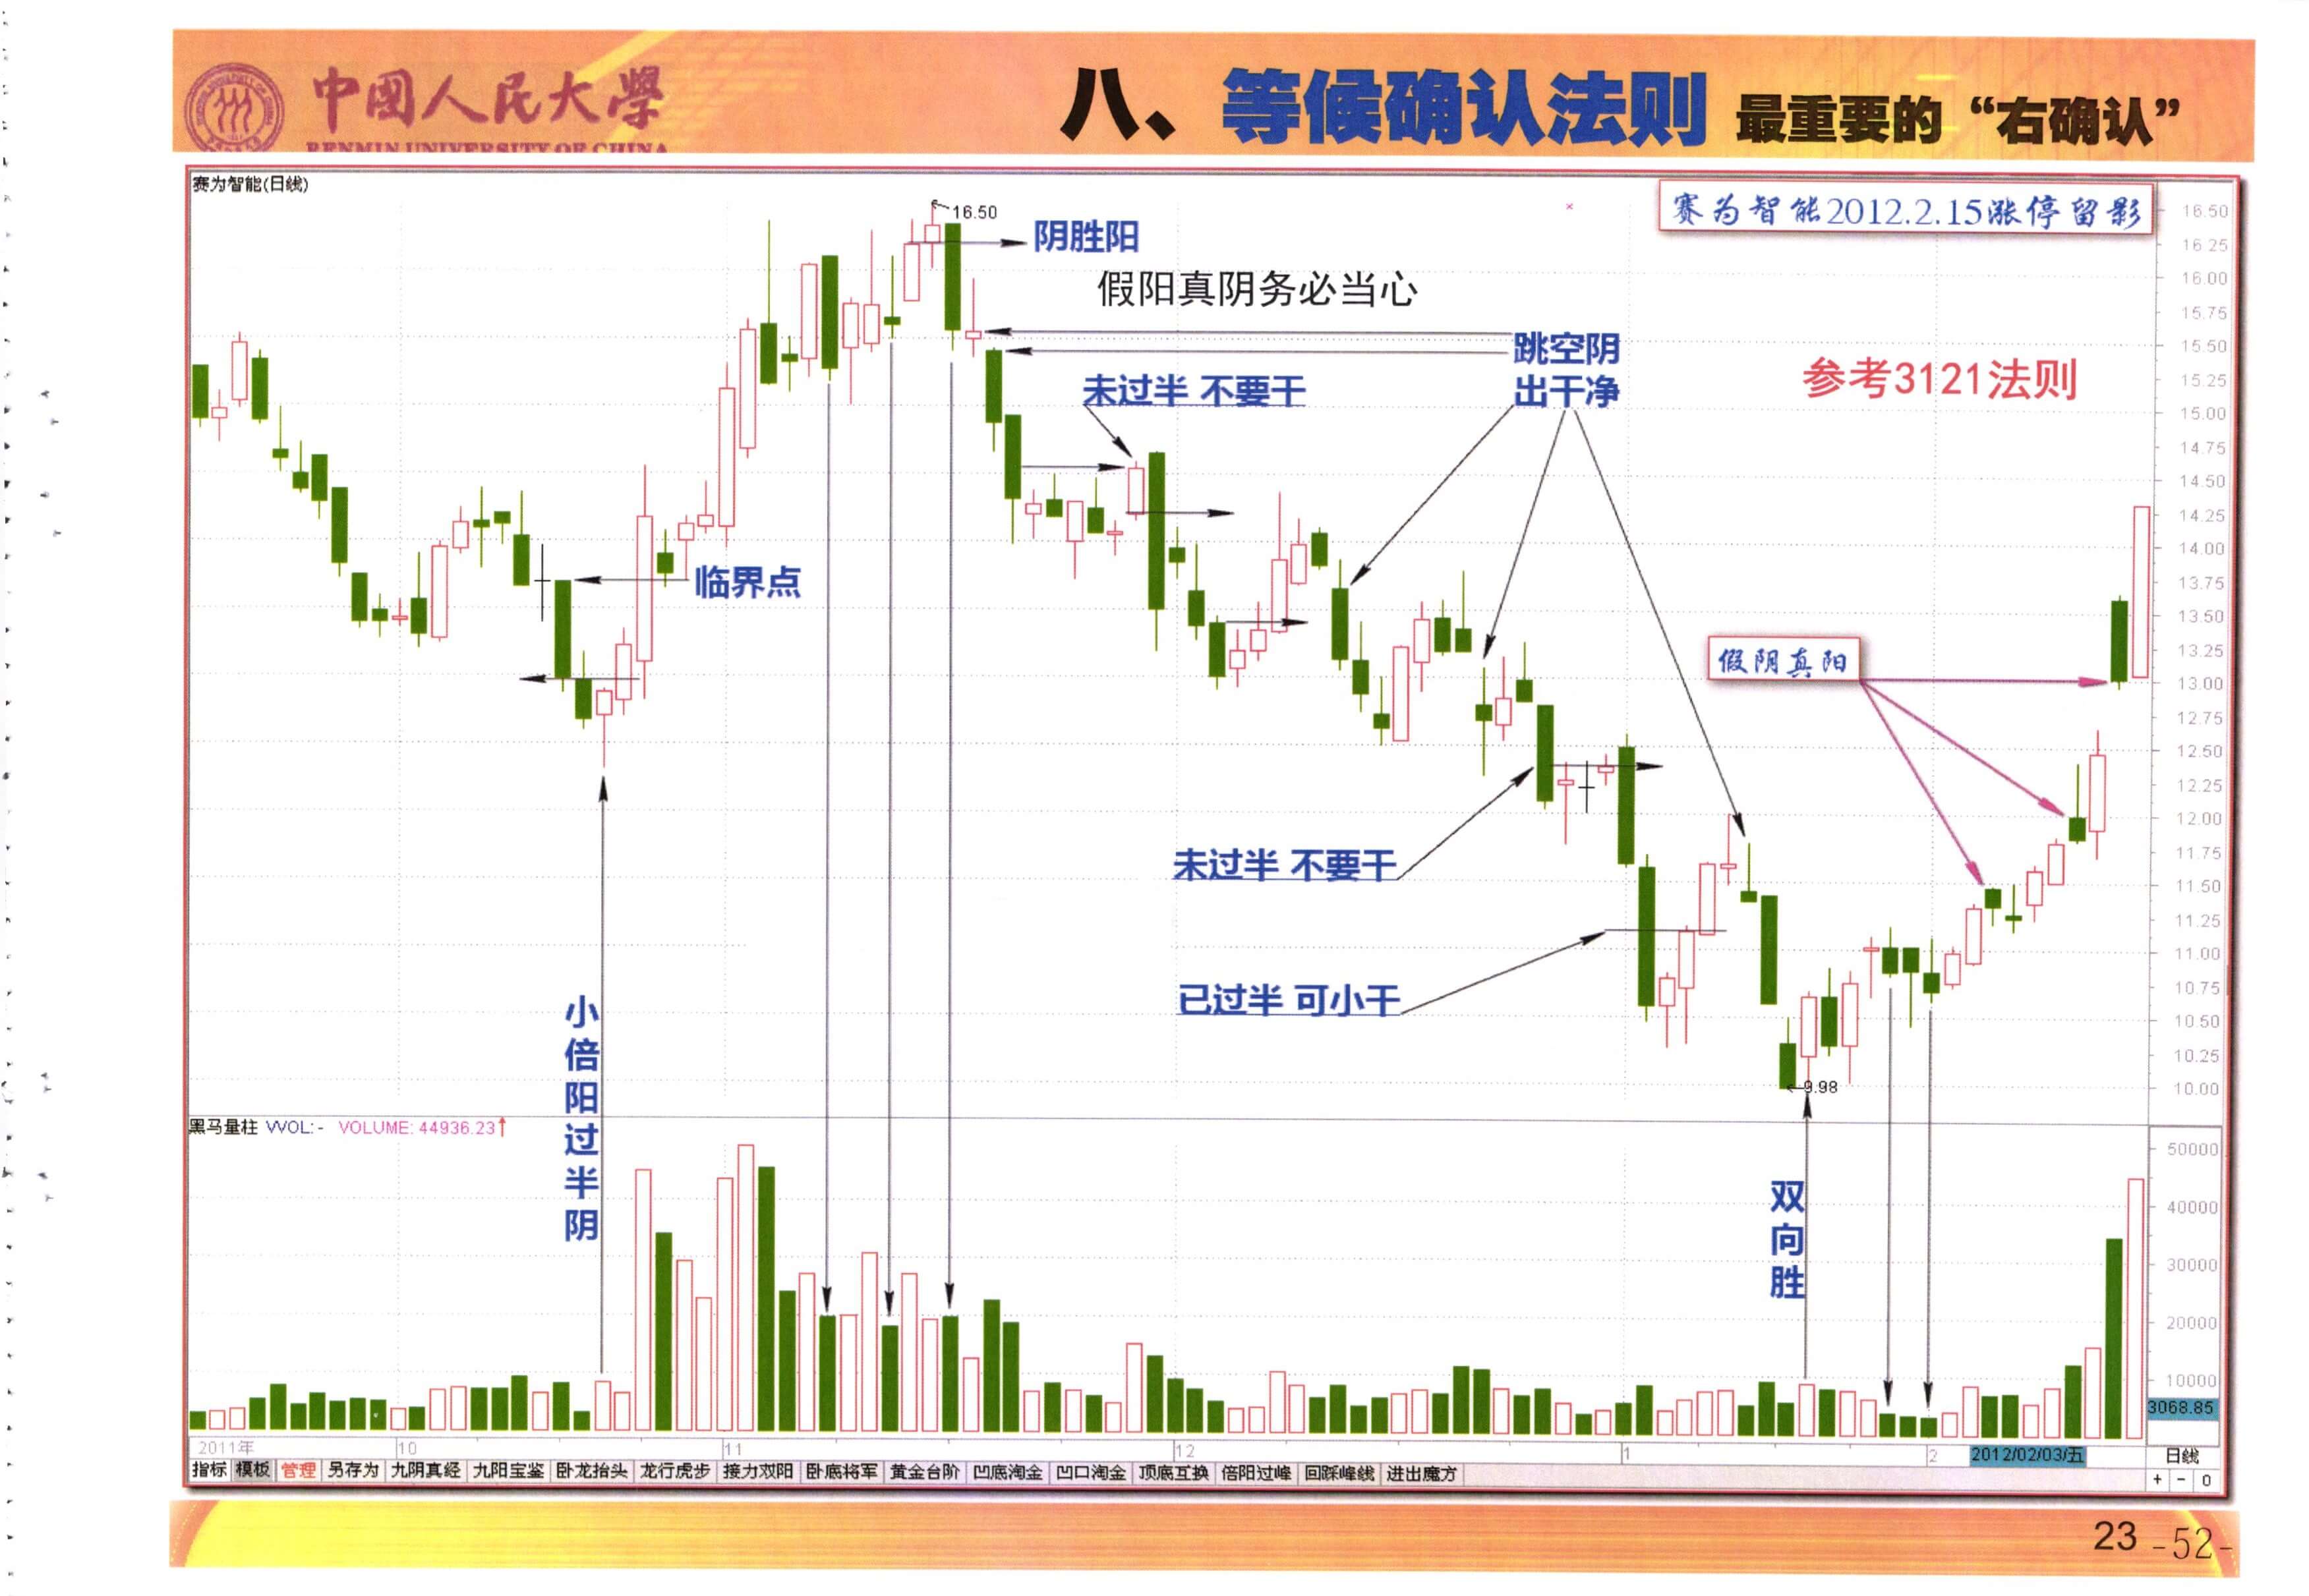 中國人民大學
RENMIN UNIVERSITY OF CHINA
八、等候确认法则 最重要的“右确认”
赛为智能(日线)
赛为智能2012.2.15涨停留影
16.50
阴胜阳
假阳真阴务必当心
跳空阴
出干净
未过半 不要干
参考3121法则
临界点
假阴真阳
未过半 不要干
已过半 可小干
小倍阳过半阴
9.98
双向胜
16.50
16.25
16.00
15.75
15.50
15.25
15.00
14.75
14.50
14.25
14.00
13.75
13.50
13.25
13.00
12.75
12.50
12.25
12.00
11.75
11.50
11.25
11.00
10.75
10.50
10.25
10.00
黑马量柱 VVOL:- VOLUME: 44936.23↑
50000
40000
30000
20000
10000
3068.85
2011年 10 11 12 1 2 2012/02/03/五 日线
指标 模板 管理 另存为 九阴真经 九阳宝鉴 卧龙抬头 龙行虎步 接力双阳 卧底将军 黄金台阶 凹底淘金 凹口淘金 顶底互换 倍阳过峰 回踩峰线 进出魔方 + - 0
23 -52-